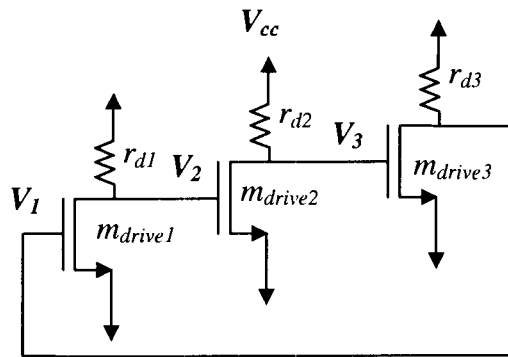 V_cc
r_d3
r_d2
r_d1
V_3
V_2
m_drive3
m_drive2
V_1
m_drive1